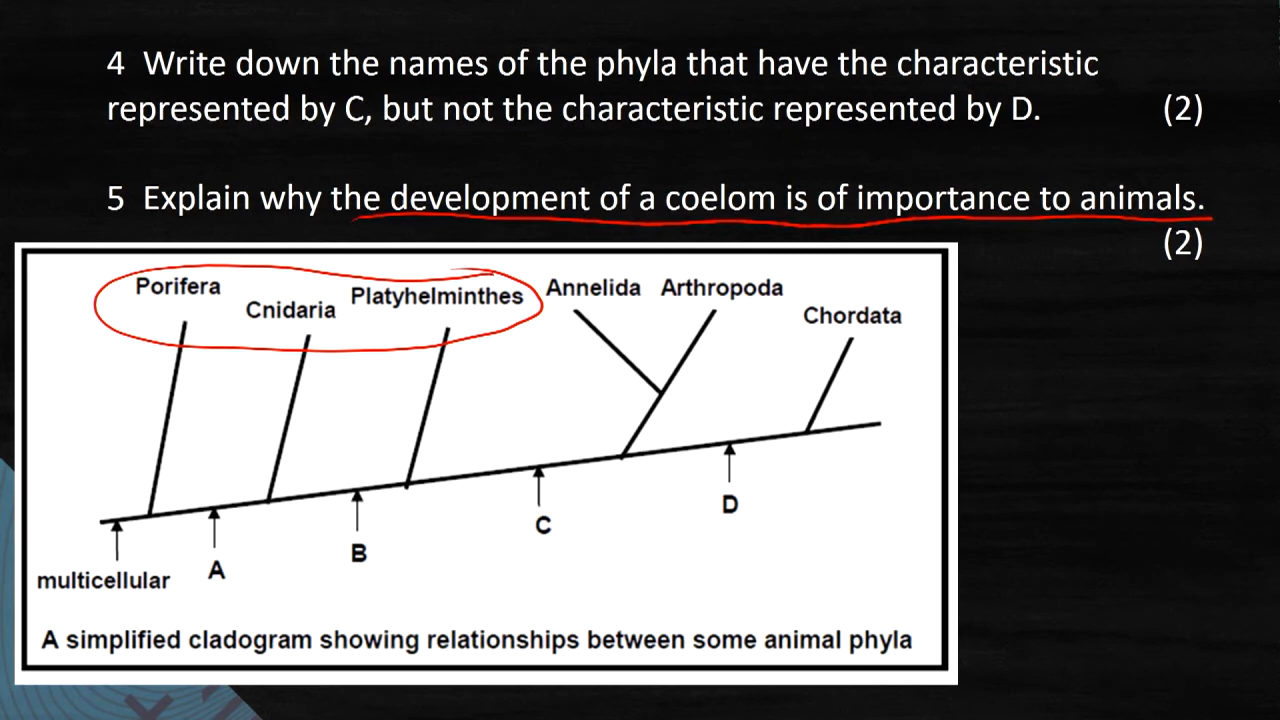 4 Write down the names of the phyla that have the characteristic
represented by C, but not the characteristic represented by D. (2)
5 Explain why the development of a coelom is of importance to animals.
(2)
Porifera
Cnidaria
Platyhelminthes
Annelida
Arthropoda
Chordata
multicellular
A
B
C
D
A simplified cladogram showing relationships between some animal phyla